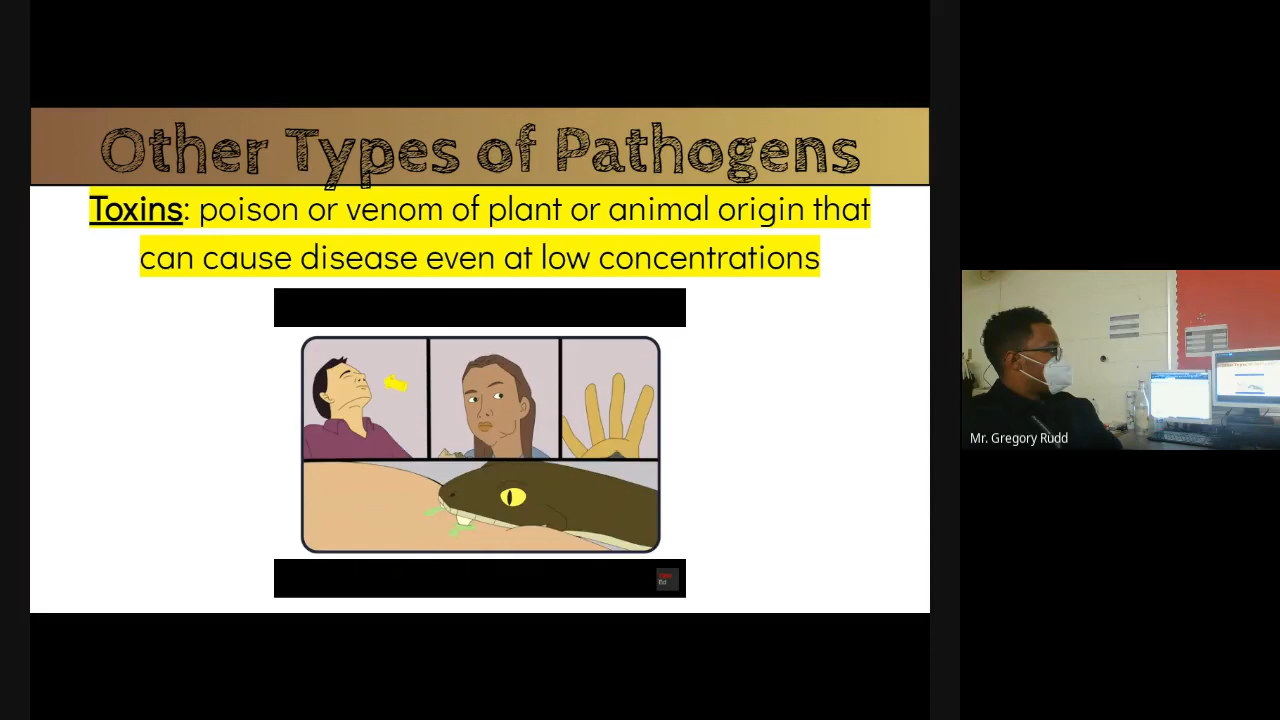 Other Types of Pathogens
Toxins: poison or venom of plant or animal origin that
can cause disease even at low concentrations
Mr. Gregory Rudd